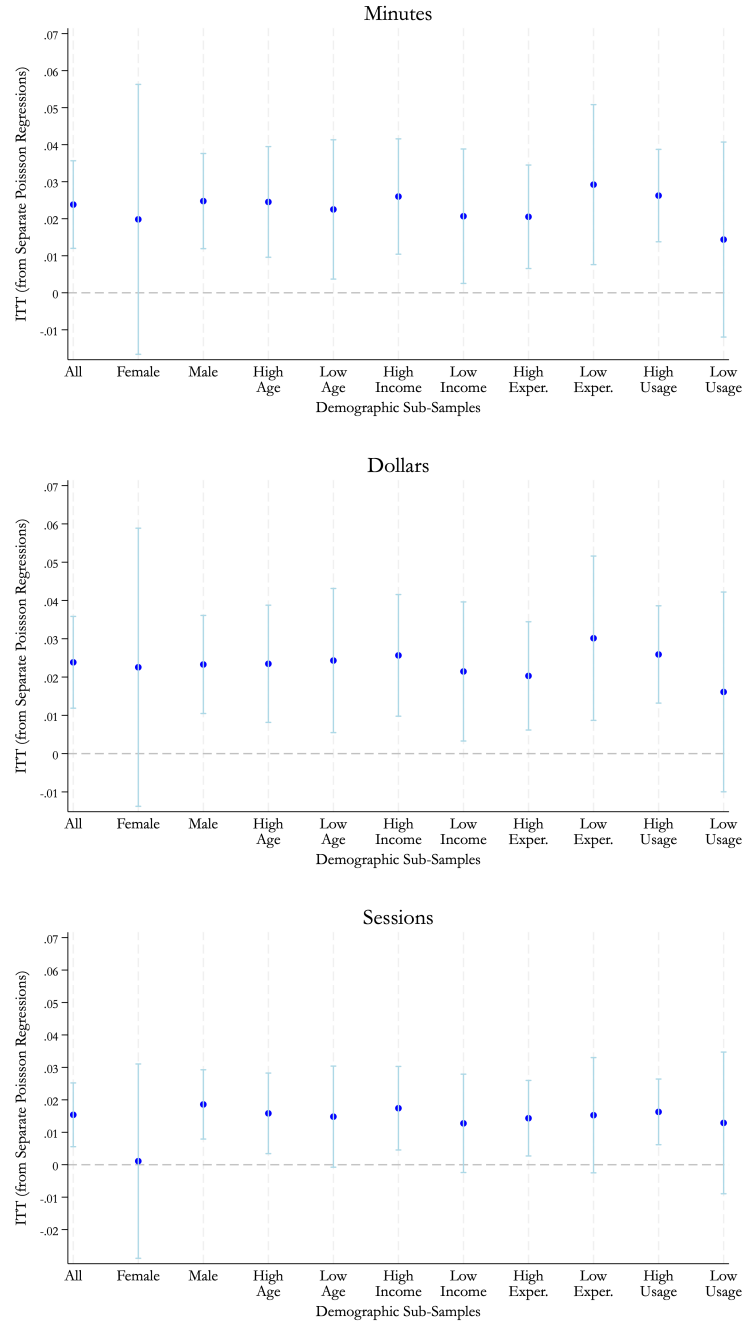 Minutes
ITT (from Separate Poissson Regressions)
.07
.06
.05
.04
.03
.02
.01
0
-.01
All Female Male High Low High Low High Low High Low
Age Age Income Income Exper. Exper. Usage Usage
Demographic Sub-Samples
Dollars
ITT (from Separate Poissson Regressions)
.07
.06
.05
.04
.03
.02
.01
0
-.01
All Female Male High Low High Low High Low High Low
Age Age Income Income Exper. Exper. Usage Usage
Demographic Sub-Samples
Sessions
ITT (from Separate Poissson Regressions)
.07
.06
.05
.04
.03
.02
.01
0
-.01
-.02
All Female Male High Low High Low High Low High Low
Age Age Income Income Exper. Exper. Usage Usage
Demographic Sub-Samples